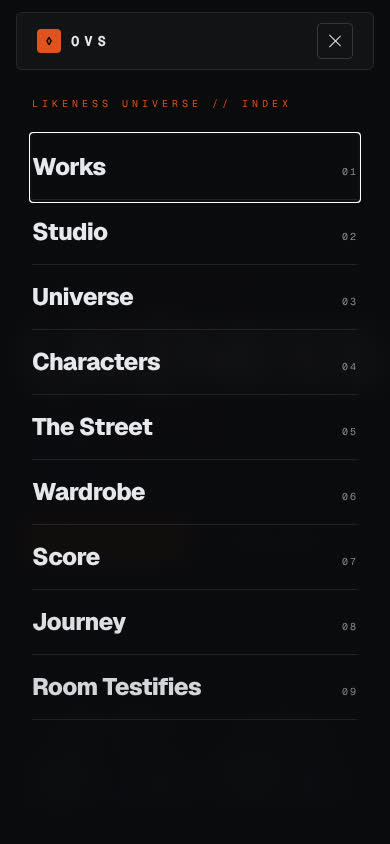 OVS
LIKENESS UNIVERSE // INDEX
Works 01
Studio 02
Universe 03
Characters 04
The Street 05
Wardrobe 06
Score 07
Journey 08
Room Testifies 09